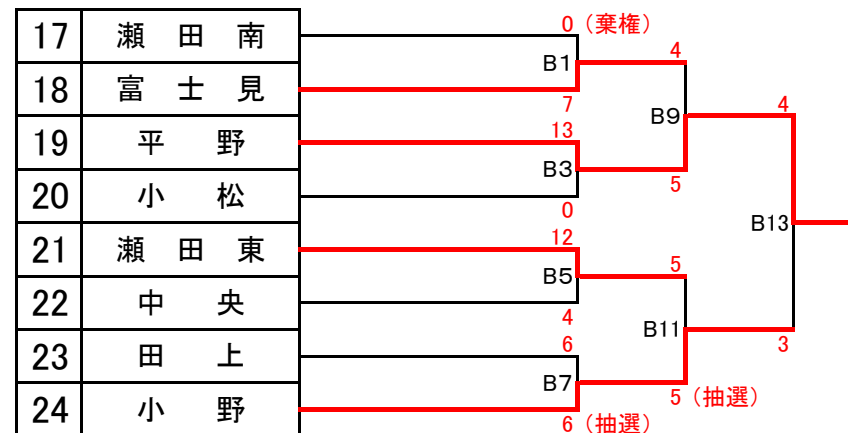 17 瀬田南
0（棄権）
B1
4
18 富士見
7
B9
4
19 平野
13
B3
5
20 小松
0
B13
21 瀬田東
12
B5
5
22 中央
4
B11
3
23 田上
6
B7
5（抽選）
24 小野
6（抽選）